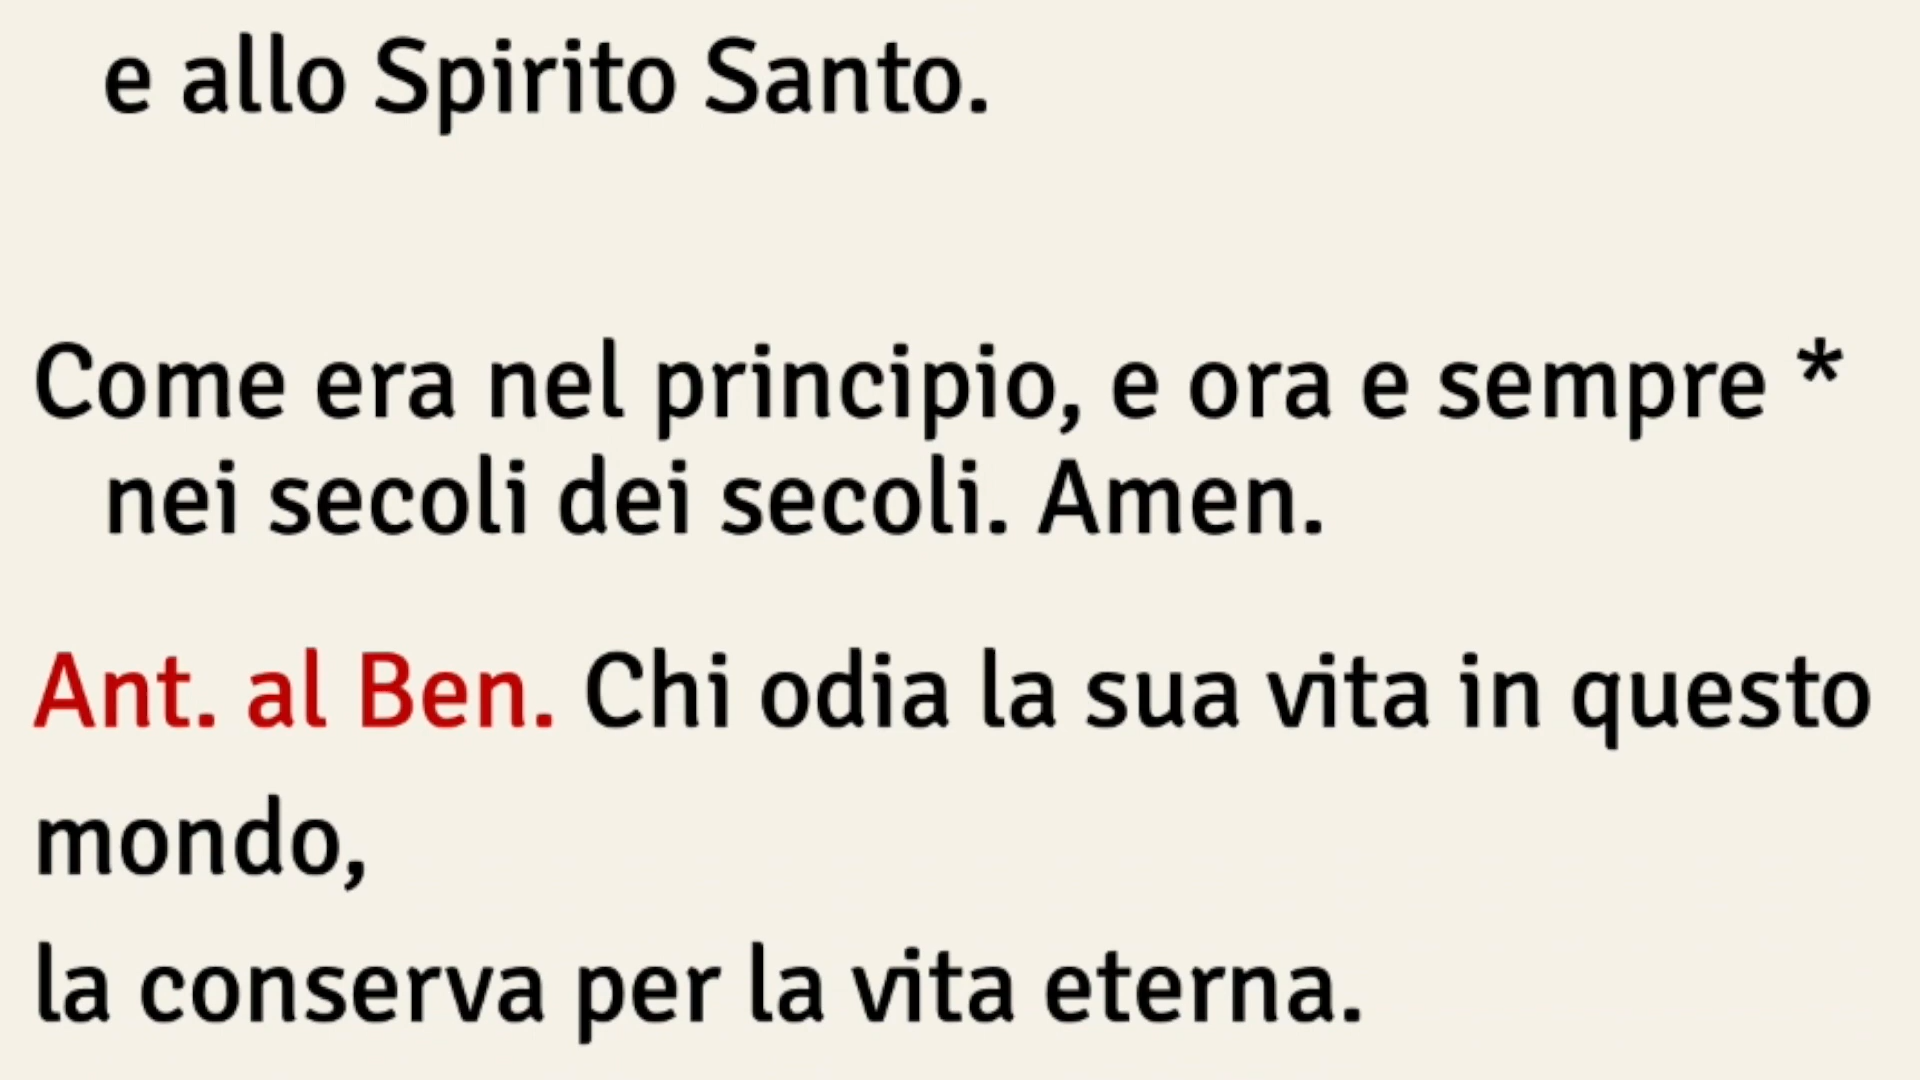 e allo Spirito Santo.
Come era nel principio, e ora e sempre *
nei secoli dei secoli. Amen.
Ant. al Ben. Chi odia la sua vita in questo
mondo,
la conserva per la vita eterna.